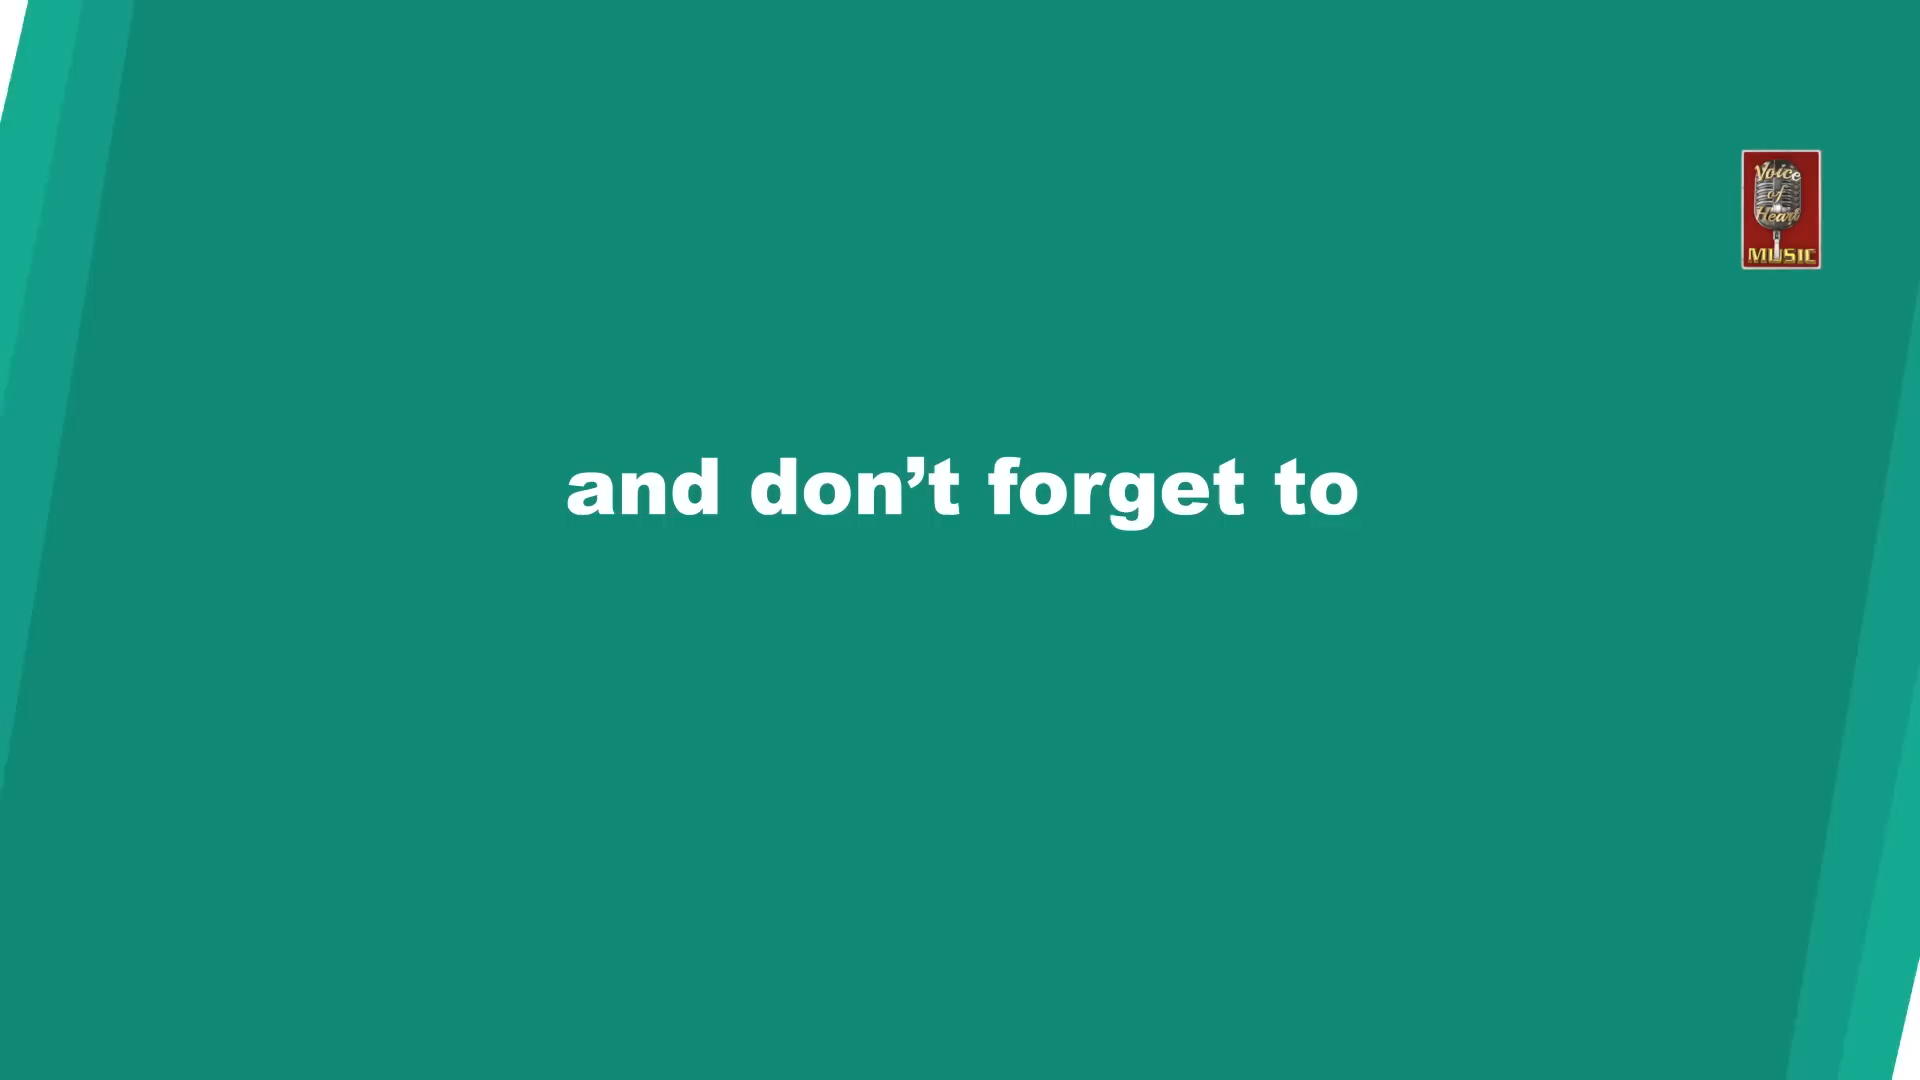 Voice
of
Heart
MUSIC
and don’t forget to